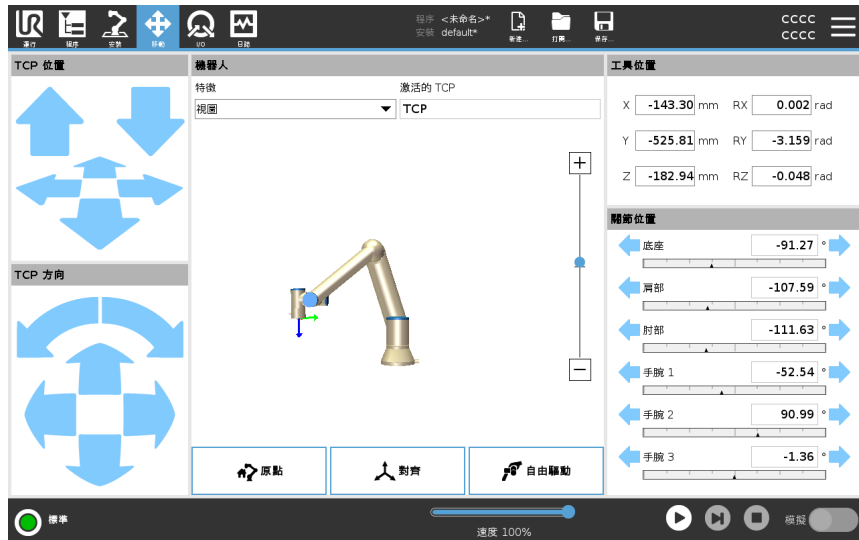 UR
运行
程序
安裝
移動
I/O
日誌
程序 <未命名>*
安装 default*
新建...
打開...
保存...
cccc
cccc
TCP 位置
機器人
工具位置
特徵
激活的 TCP
視圖
TCP
X -143.30 mm RX 0.002 rad
Y -525.81 mm RY -3.159 rad
Z -182.94 mm RZ -0.048 rad
關節位置
底座 -91.27 °
肩部 -107.59 °
肘部 -111.63 °
手腕 1 -52.54 °
手腕 2 90.99 °
手腕 3 -1.36 °
TCP 方向
原點
對齊
自由驅動
標準
速度 100%
模擬